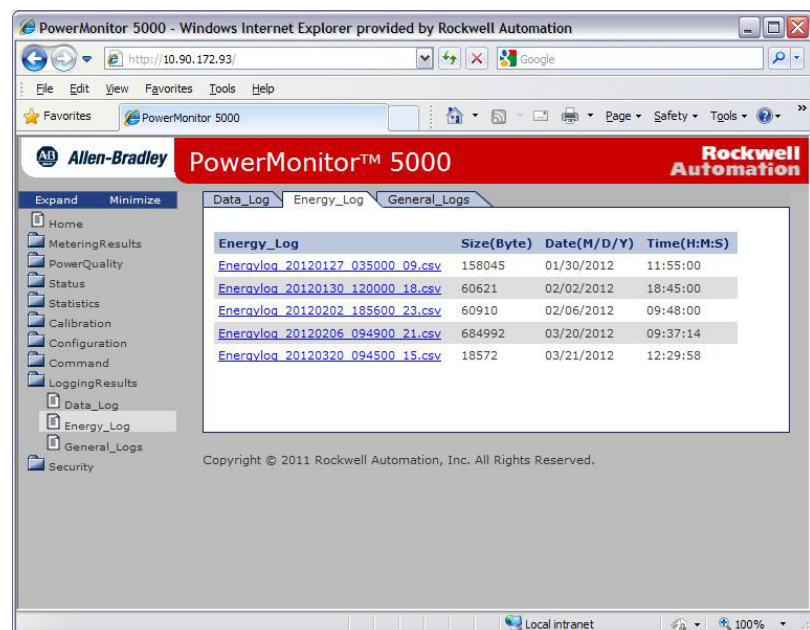 PowerMonitor 5000 - Windows Internet Explorer provided by Rockwell Automation
http://10.90.172.93/
Google
File Edit View Favorites Tools Help
Favorites PowerMonitor 5000 Page Safety Tools »
AB Allen-Bradley PowerMonitor™ 5000 Rockwell Automation
Expand Minimize
Home
MeteringResults
PowerQuality
Status
Statistics
Calibration
Configuration
Command
LoggingResults
Data_Log
Energy_Log
General_Logs
Security
Data_Log Energy_Log General_Logs
Energy_Log Size(Byte) Date(M/D/Y) Time(H:M:S)
Energylog_20120127_035000_09.csv 158045 01/30/2012 11:55:00
Energylog_20120130_120000_18.csv 60621 02/02/2012 18:45:00
Energylog_20120202_185600_23.csv 60910 02/06/2012 09:48:00
Energylog_20120206_094900_21.csv 684992 03/20/2012 09:37:14
Energylog_20120320_094500_15.csv 18572 03/21/2012 12:29:58
Copyright © 2011 Rockwell Automation, Inc. All Rights Reserved.
Local intranet 100%